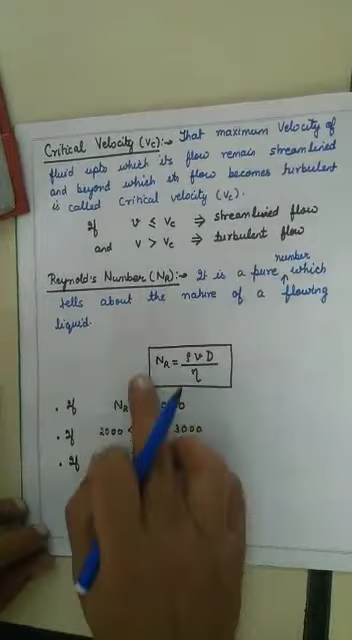 Critical Velocity (Vc):→ That maximum Velocity of
fluid upto which its flow remain streamlined
and beyond which its flow becomes turbulent
is called Critical velocity (Vc).
If v ≤ Vc ⇒ streamlined flow
and v > Vc ⇒ turbulent flow
Reynold's Number (NR):→ It is a pure number which
tells about the nature of a flowing
liquid.
NR = ρ v D / η
• If NR
• If 2000 < 3000
• If